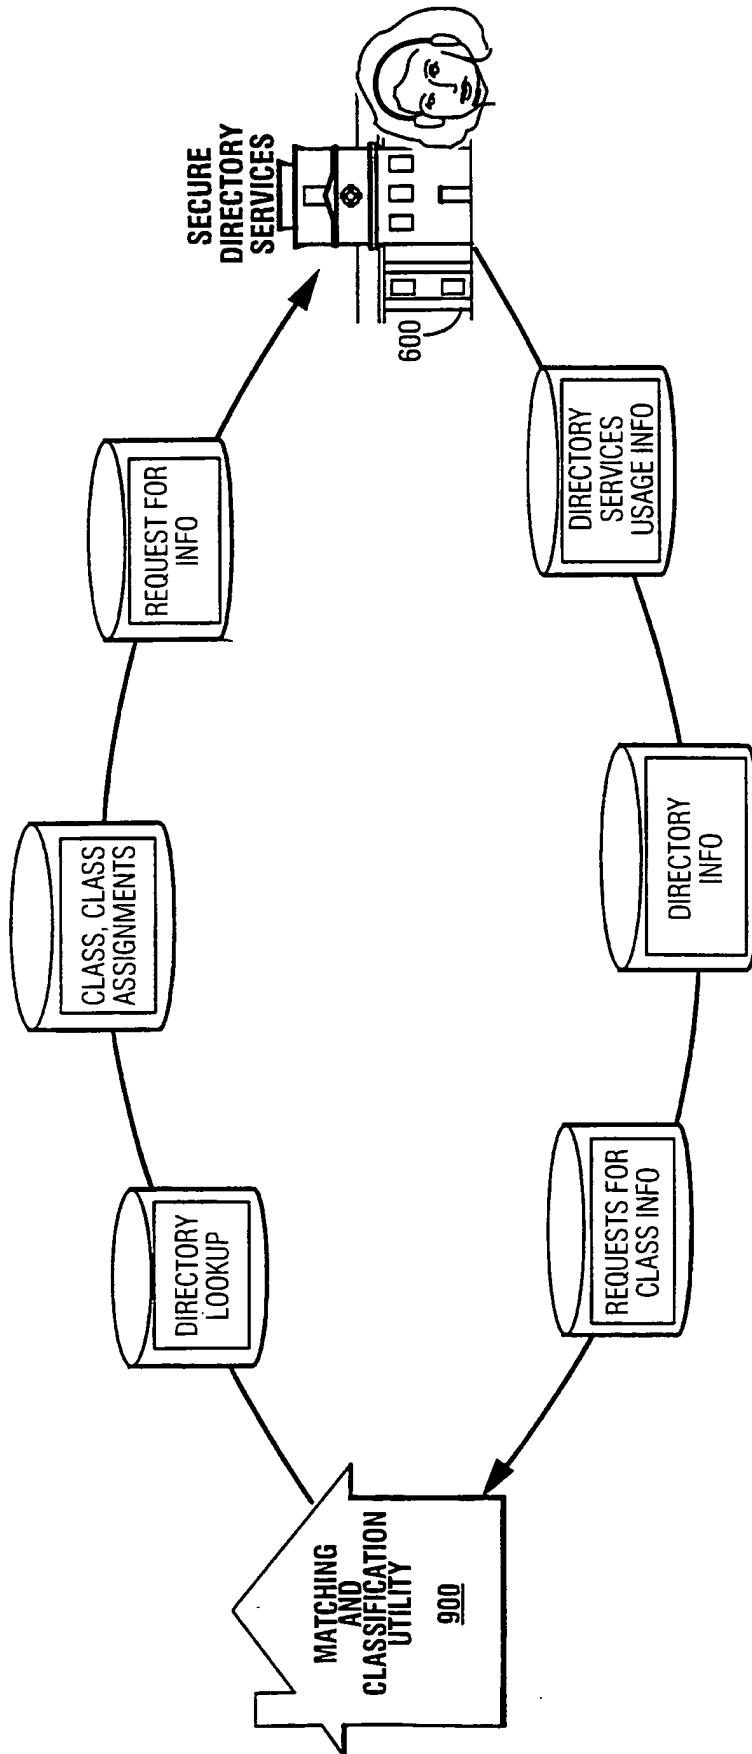 SECURE
DIRECTORY
SERVICES
600
REQUEST FOR
INFO
CLASS, CLASS
ASSIGNMENTS
DIRECTORY
LOOKUP
MATCHING
AND
CLASSIFICATION
UTILITY
900
REQUESTS FOR
CLASS INFO
DIRECTORY
INFO
DIRECTORY
SERVICES
USAGE INFO